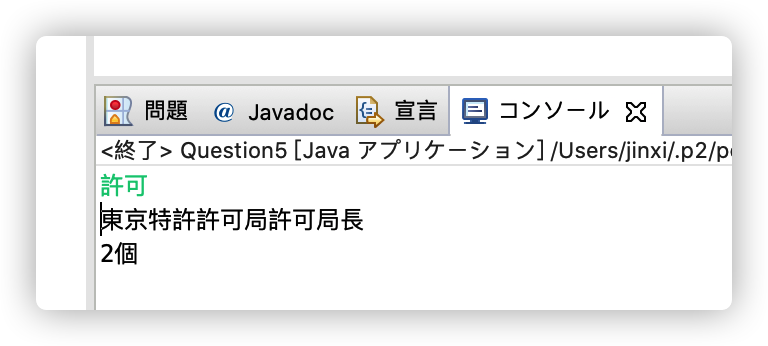 問題 @ Javadoc 宣言 コンソール
<終了> Question5 [Java アプリケーション] /Users/jinxi/.p2/
許可
東京特許許可局許可局長
2個